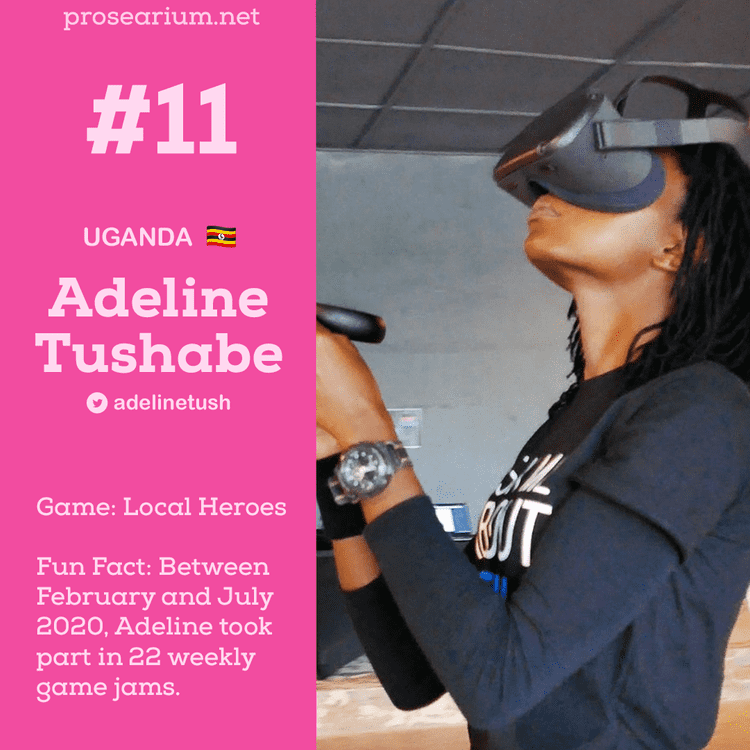 prosearium.net
#11
UGANDA
Adeline
Tushabe
adelinetush
Game: Local Heroes
Fun Fact: Between
February and July
2020, Adeline took
part in 22 weekly
game jams.